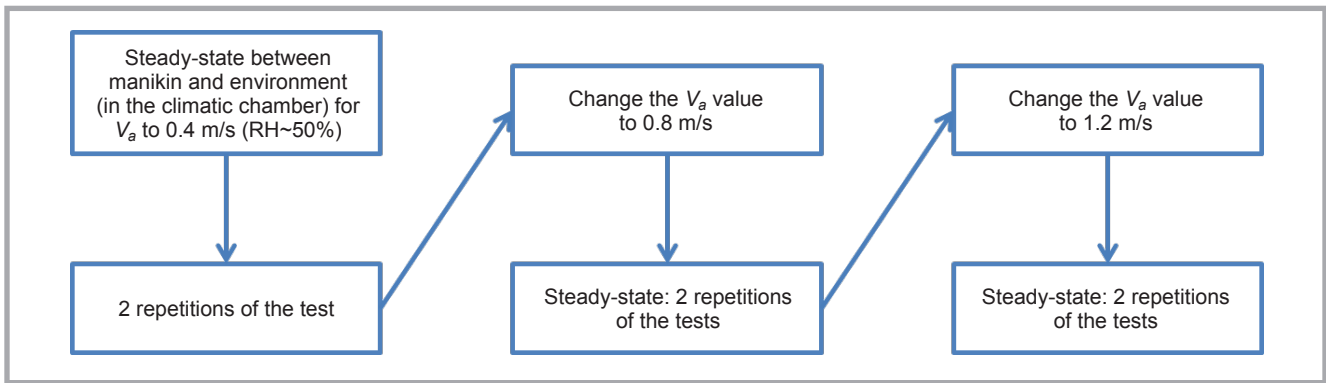 Steady-state between
manikin and environment
(in the climatic chamber) for
Va to 0.4 m/s (RH~50%)
2 repetitions of the test
Change the Va value
to 0.8 m/s
Steady-state: 2 repetitions
of the tests
Change the Va value
to 1.2 m/s
Steady-state: 2 repetitions
of the tests